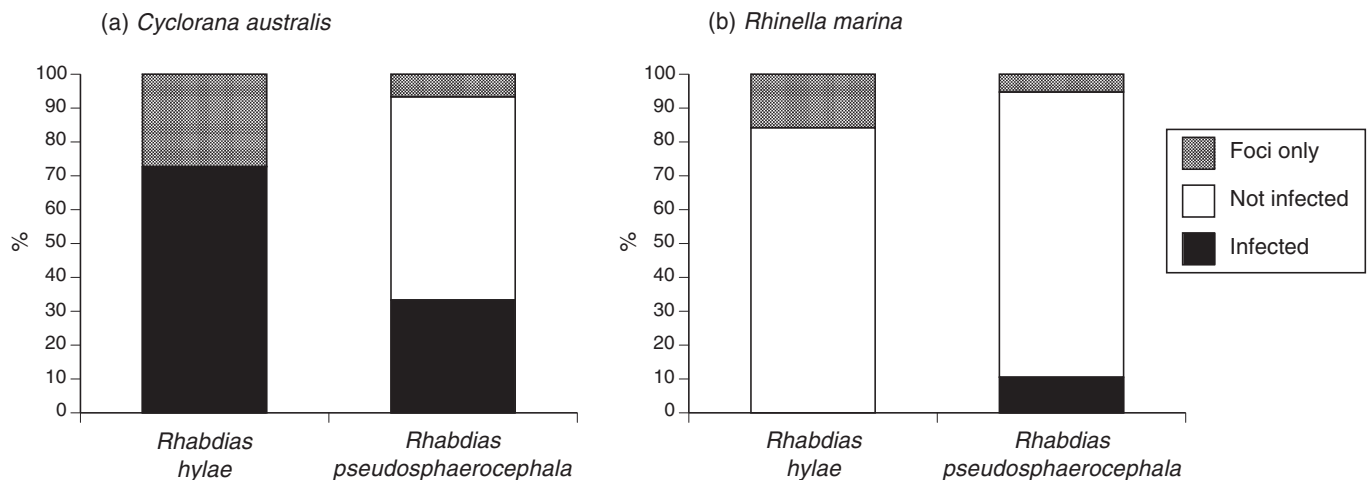 (a) Cyclorana australis
100
90
80
70
60
50
40
30
20
10
0
%
Rhabdias
hylae
Rhabdias
pseudosphaerocephala
(b) Rhinella marina
100
90
80
70
60
50
40
30
20
10
0
%
Rhabdias
hylae
Rhabdias
pseudosphaerocephala
Foci only
Not infected
Infected